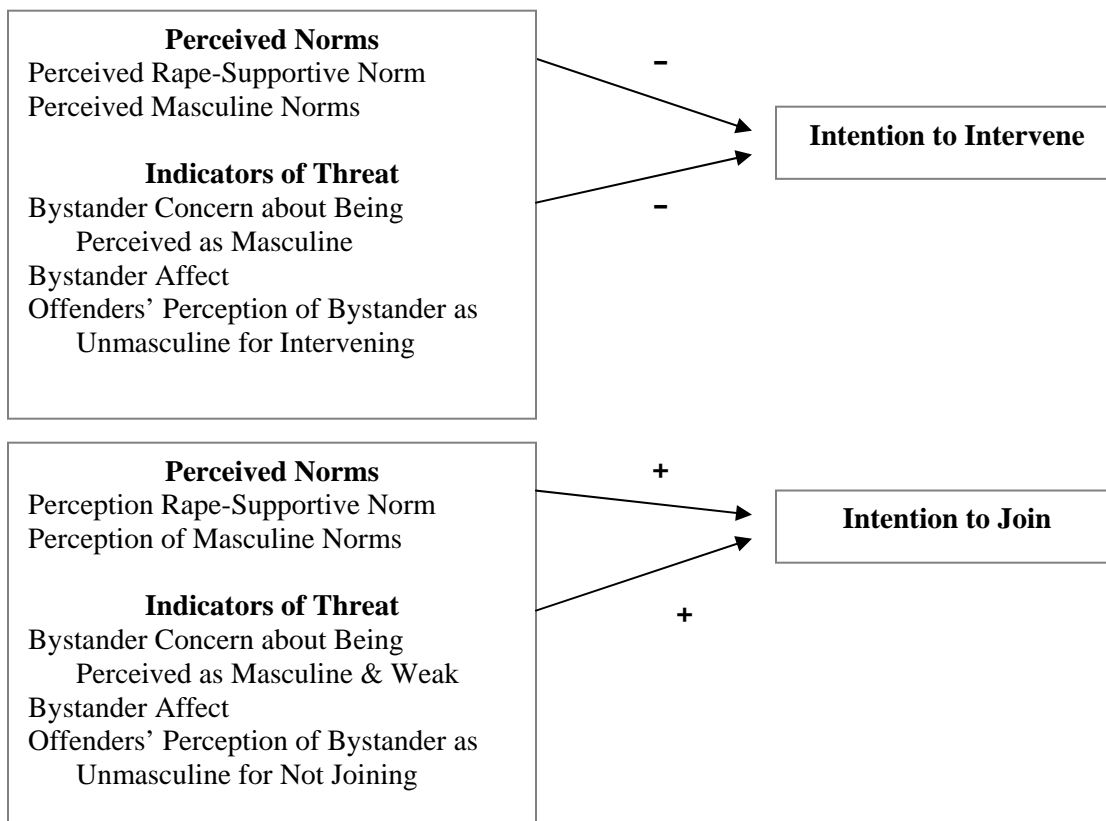 Perceived Norms
Perceived Rape-Supportive Norm
Perceived Masculine Norms
Indicators of Threat
Bystander Concern about Being
Perceived as Masculine
Bystander Affect
Offenders’ Perception of Bystander as
Unmasculine for Intervening
–
–
Intention to Intervene
Perceived Norms
Perception Rape-Supportive Norm
Perception of Masculine Norms
Indicators of Threat
Bystander Concern about Being
Perceived as Masculine & Weak
Bystander Affect
Offenders’ Perception of Bystander as
Unmasculine for Not Joining
+
+
Intention to Join